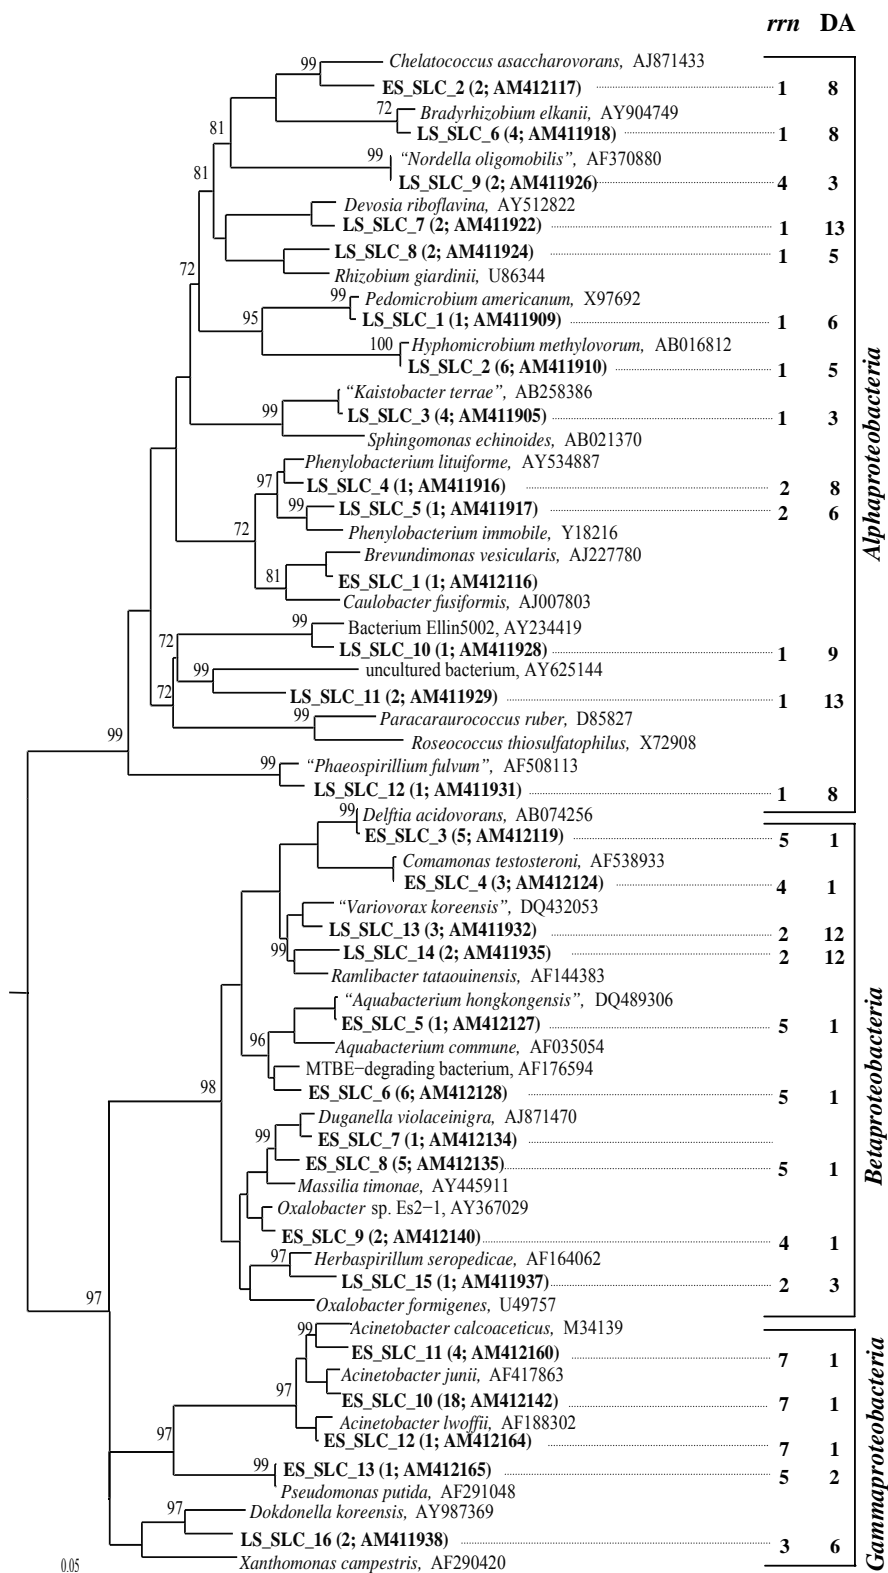 rrn DA
99 Chelatococcus asaccharovorans, AJ871433
ES_SLC_2 (2; AM412117) 1 8
72 Bradyrhizobium elkanii, AY904749
LS_SLC_6 (4; AM411918) 1 8
81
99 “Nordella oligomobilis”, AF370880
81
LS_SLC_9 (2; AM411926) 4 3
Devosia riboflavina, AY512822
LS_SLC_7 (2; AM411922) 1 13
LS_SLC_8 (2; AM411924) 1 5
72
Rhizobium giardinii, U86344
99 Pedomicrobium americanum, X97692
95 LS_SLC_1 (1; AM411909) 1 6
100 Hyphomicrobium methylovorum, AB016812
LS_SLC_2 (6; AM411910) 1 5
“Kaistobacter terrae”, AB258386
99 LS_SLC_3 (4; AM411905) 1 3
Sphingomonas echinoides, AB021370
Phenylobacterium lituiforme, AY534887
97 LS_SLC_4 (1; AM411916) 2 8
99 LS_SLC_5 (1; AM411917) 2 6
72 Phenylobacterium immobile, Y18216
Brevundimonas vesicularis, AJ227780
81 ES_SLC_1 (1; AM412116)
Caulobacter fusiformis, AJ007803
99 Bacterium Ellin5002, AY234419
72 LS_SLC_10 (1; AM411928) 1 9
99 uncultured bacterium, AY625144
72 LS_SLC_11 (2; AM411929) 1 13
99 Paracaraurococcus ruber, D85827
99 Roseococcus thiosulfatophilus, X72908
99 “Phaeospirillium fulvum”, AF508113
LS_SLC_12 (1; AM411931) 1 8
Alphaproteobacteria
99 Delftia acidovorans, AB074256
ES_SLC_3 (5; AM412119) 5 1
Comamonas testosteroni, AF538933
ES_SLC_4 (3; AM412124) 4 1
“Variovorax koreensis”, DQ432053
LS_SLC_13 (3; AM411932) 2 12
99 LS_SLC_14 (2; AM411935) 2 12
Ramlibacter tataouinensis, AF144383
“Aquabacterium hongkongensis”, DQ489306
ES_SLC_5 (1; AM412127) 5 1
96 Aquabacterium commune, AF035054
MTBE−degrading bacterium, AF176594
98 ES_SLC_6 (6; AM412128) 5 1
Duganella violaceinigra, AJ871470
99 ES_SLC_7 (1; AM412134)
ES_SLC_8 (5; AM412135) 5 1
Massilia timonae, AY445911
Oxalobacter sp. Es2−1, AY367029
ES_SLC_9 (2; AM412140) 4 1
97 Herbaspirillum seropedicae, AF164062
LS_SLC_15 (1; AM411937) 2 3
97 Oxalobacter formigenes, U49757
Betaproteobacteria
99 Acinetobacter calcoaceticus, M34139
ES_SLC_11 (4; AM412160) 7 1
Acinetobacter junii, AF417863
97 ES_SLC_10 (18; AM412142) 7 1
Acinetobacter lwoffii, AF188302
97 ES_SLC_12 (1; AM412164) 7 1
99 ES_SLC_13 (1; AM412165) 5 2
Pseudomonas putida, AF291048
97 Dokdonella koreensis, AY987369
LS_SLC_16 (2; AM411938) 3 6
0.05 Xanthomonas campestris, AF290420
Gammaproteobacteria